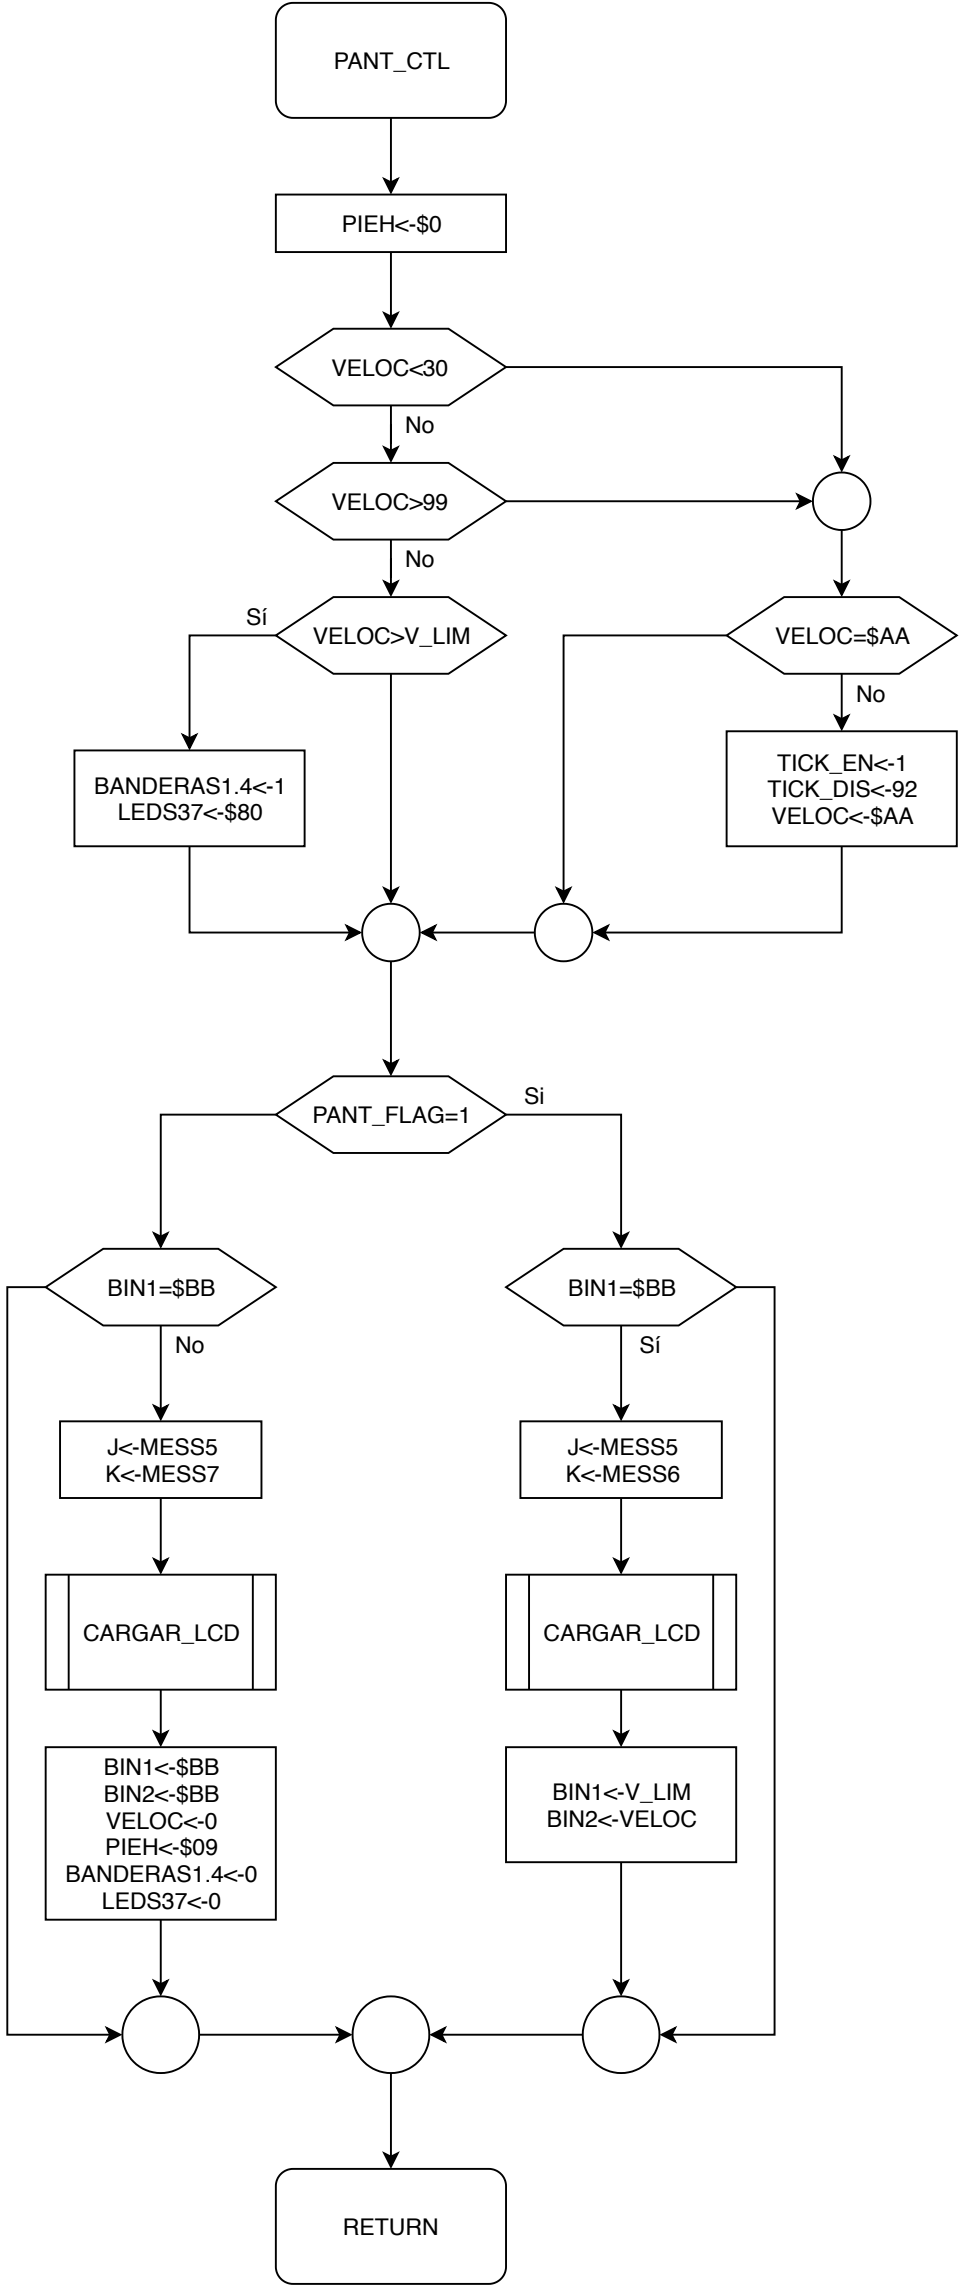 PANT_CTL
PIEH<-$0
VELOC<30
No
VELOC>99
No
Sí
VELOC>V_LIM
VELOC=$AA
No
BANDERAS1.4<-1
LEDS37<-$80
TICK_EN<-1
TICK_DIS<-92
VELOC<-$AA
PANT_FLAG=1
Si
BIN1=$BB
No
J<-MESS5
K<-MESS7
CARGAR_LCD
BIN1<-$BB
BIN2<-$BB
VELOC<-0
PIEH<-$09
BANDERAS1.4<-0
LEDS37<-0
BIN1=$BB
Sí
J<-MESS5
K<-MESS6
CARGAR_LCD
BIN1<-V_LIM
BIN2<-VELOC
RETURN